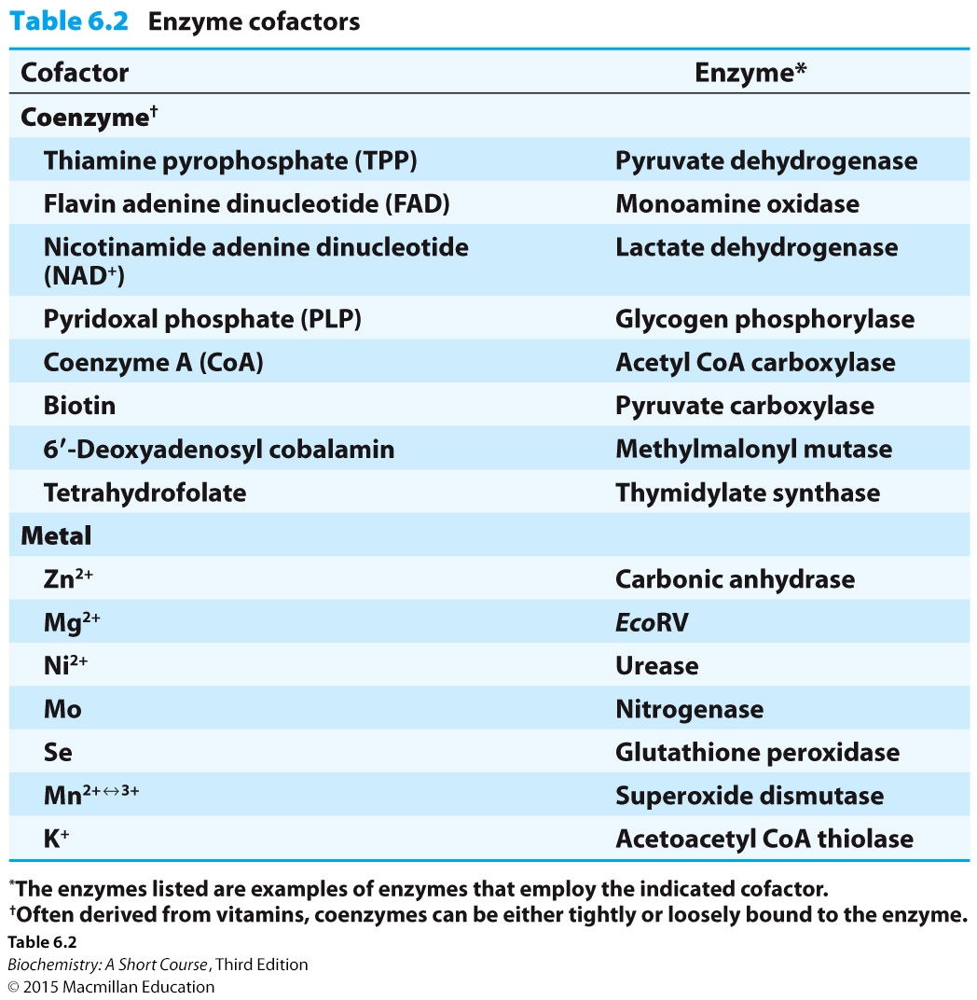 Table 6.2 Enzyme cofactors
Cofactor Enzyme*
Coenzyme†
Thiamine pyrophosphate (TPP) Pyruvate dehydrogenase
Flavin adenine dinucleotide (FAD) Monoamine oxidase
Nicotinamide adenine dinucleotide Lactate dehydrogenase
(NAD⁺)
Pyridoxal phosphate (PLP) Glycogen phosphorylase
Coenzyme A (CoA) Acetyl CoA carboxylase
Biotin Pyruvate carboxylase
6′-Deoxyadenosyl cobalamin Methylmalonyl mutase
Tetrahydrofolate Thymidylate synthase
Metal
Zn²⁺ Carbonic anhydrase
Mg²⁺ EcoRV
Ni²⁺ Urease
Mo Nitrogenase
Se Glutathione peroxidase
Mn²⁺↔³⁺ Superoxide dismutase
K⁺ Acetoacetyl CoA thiolase
*The enzymes listed are examples of enzymes that employ the indicated cofactor.
†Often derived from vitamins, coenzymes can be either tightly or loosely bound to the enzyme.
Table 6.2
Biochemistry: A Short Course, Third Edition
© 2015 Macmillan Education